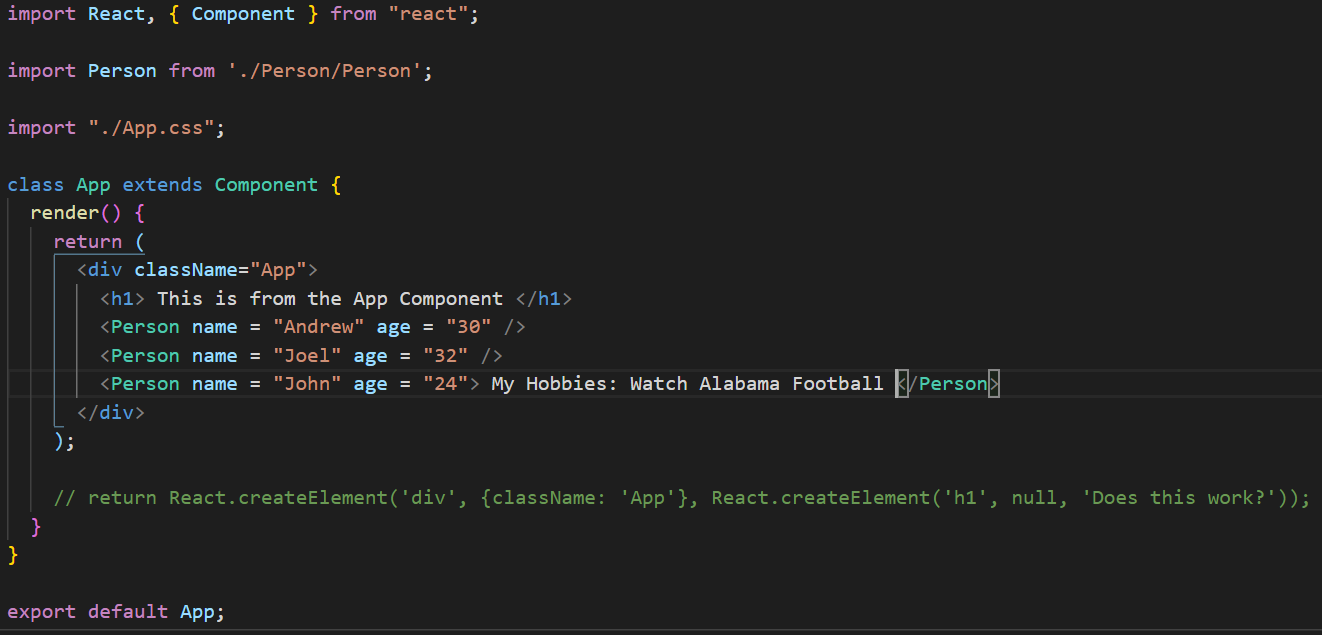 import React, { Component } from "react";
import Person from './Person/Person';
import "./App.css";
class App extends Component {
render() {
return (
<div className="App">
<h1> This is from the App Component </h1>
<Person name = "Andrew" age = "30" />
<Person name = "Joel" age = "32" />
<Person name = "John" age = "24"> My Hobbies: Watch Alabama Football </Person>
</div>
);
// return React.createElement('div', {className: 'App'}, React.createElement('h1', null, 'Does this work?'));
}
}
export default App;